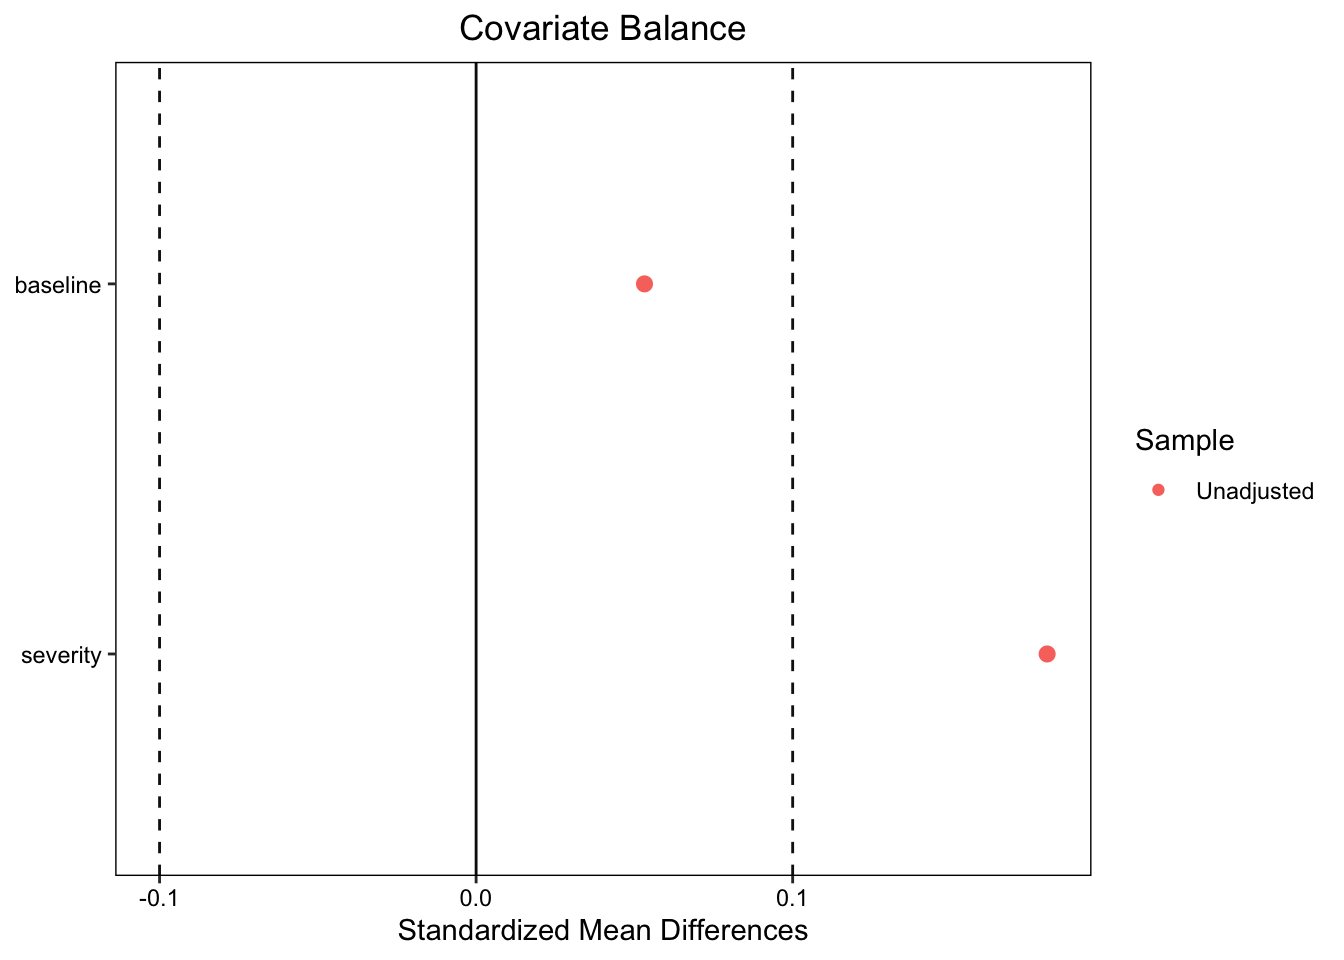 Covariate Balance
baseline
severity
-0.1
0.0
0.1
Standardized Mean Differences
Sample
Unadjusted